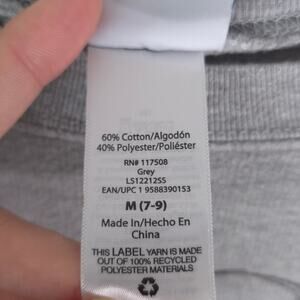 60% Cotton/Algodón
40% Polyester/Poliéster
RN# 117508
Grey
LS12212SS
EAN/UPC 1 9588390153
M (7-9)
Made In/Hecho En
China
THIS LABEL YARN IS MADE
OUT OF 100% RECYCLED
POLYESTER MATERIALS